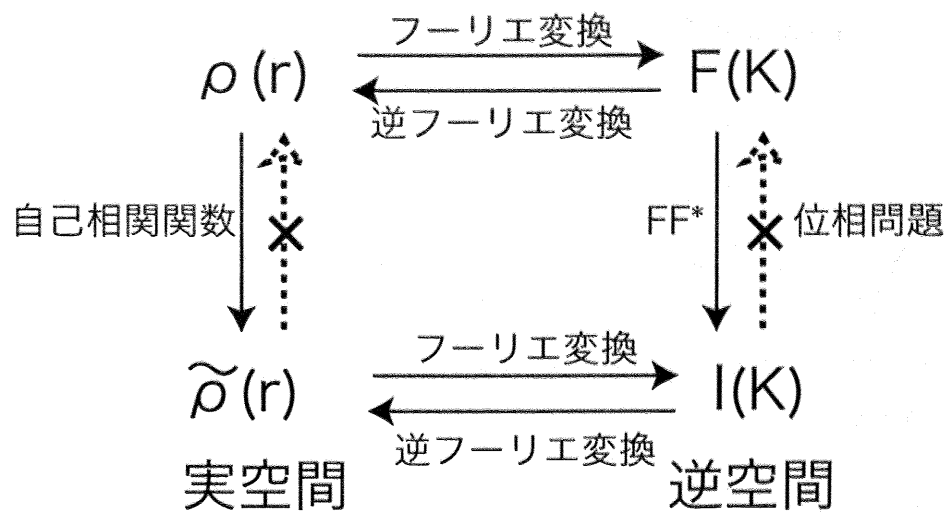 フーリエ変換
ρ(r)
F(K)
逆フーリエ変換
自己相関関数
FF*
位相問題
フーリエ変換
ρ̃(r)
I(K)
逆フーリエ変換
実空間
逆空間